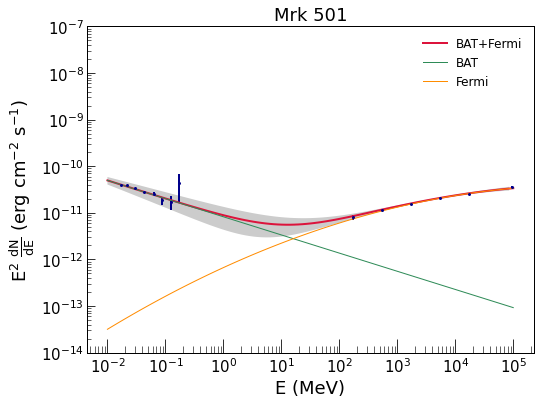 Mrk 501
E² dN/dE (erg cm⁻² s⁻¹)
10⁻⁷
10⁻⁸
10⁻⁹
10⁻¹⁰
10⁻¹¹
10⁻¹²
10⁻¹³
10⁻¹⁴
BAT+Fermi
BAT
Fermi
10⁻² 10⁻¹ 10⁰ 10¹ 10² 10³ 10⁴ 10⁵
E (MeV)